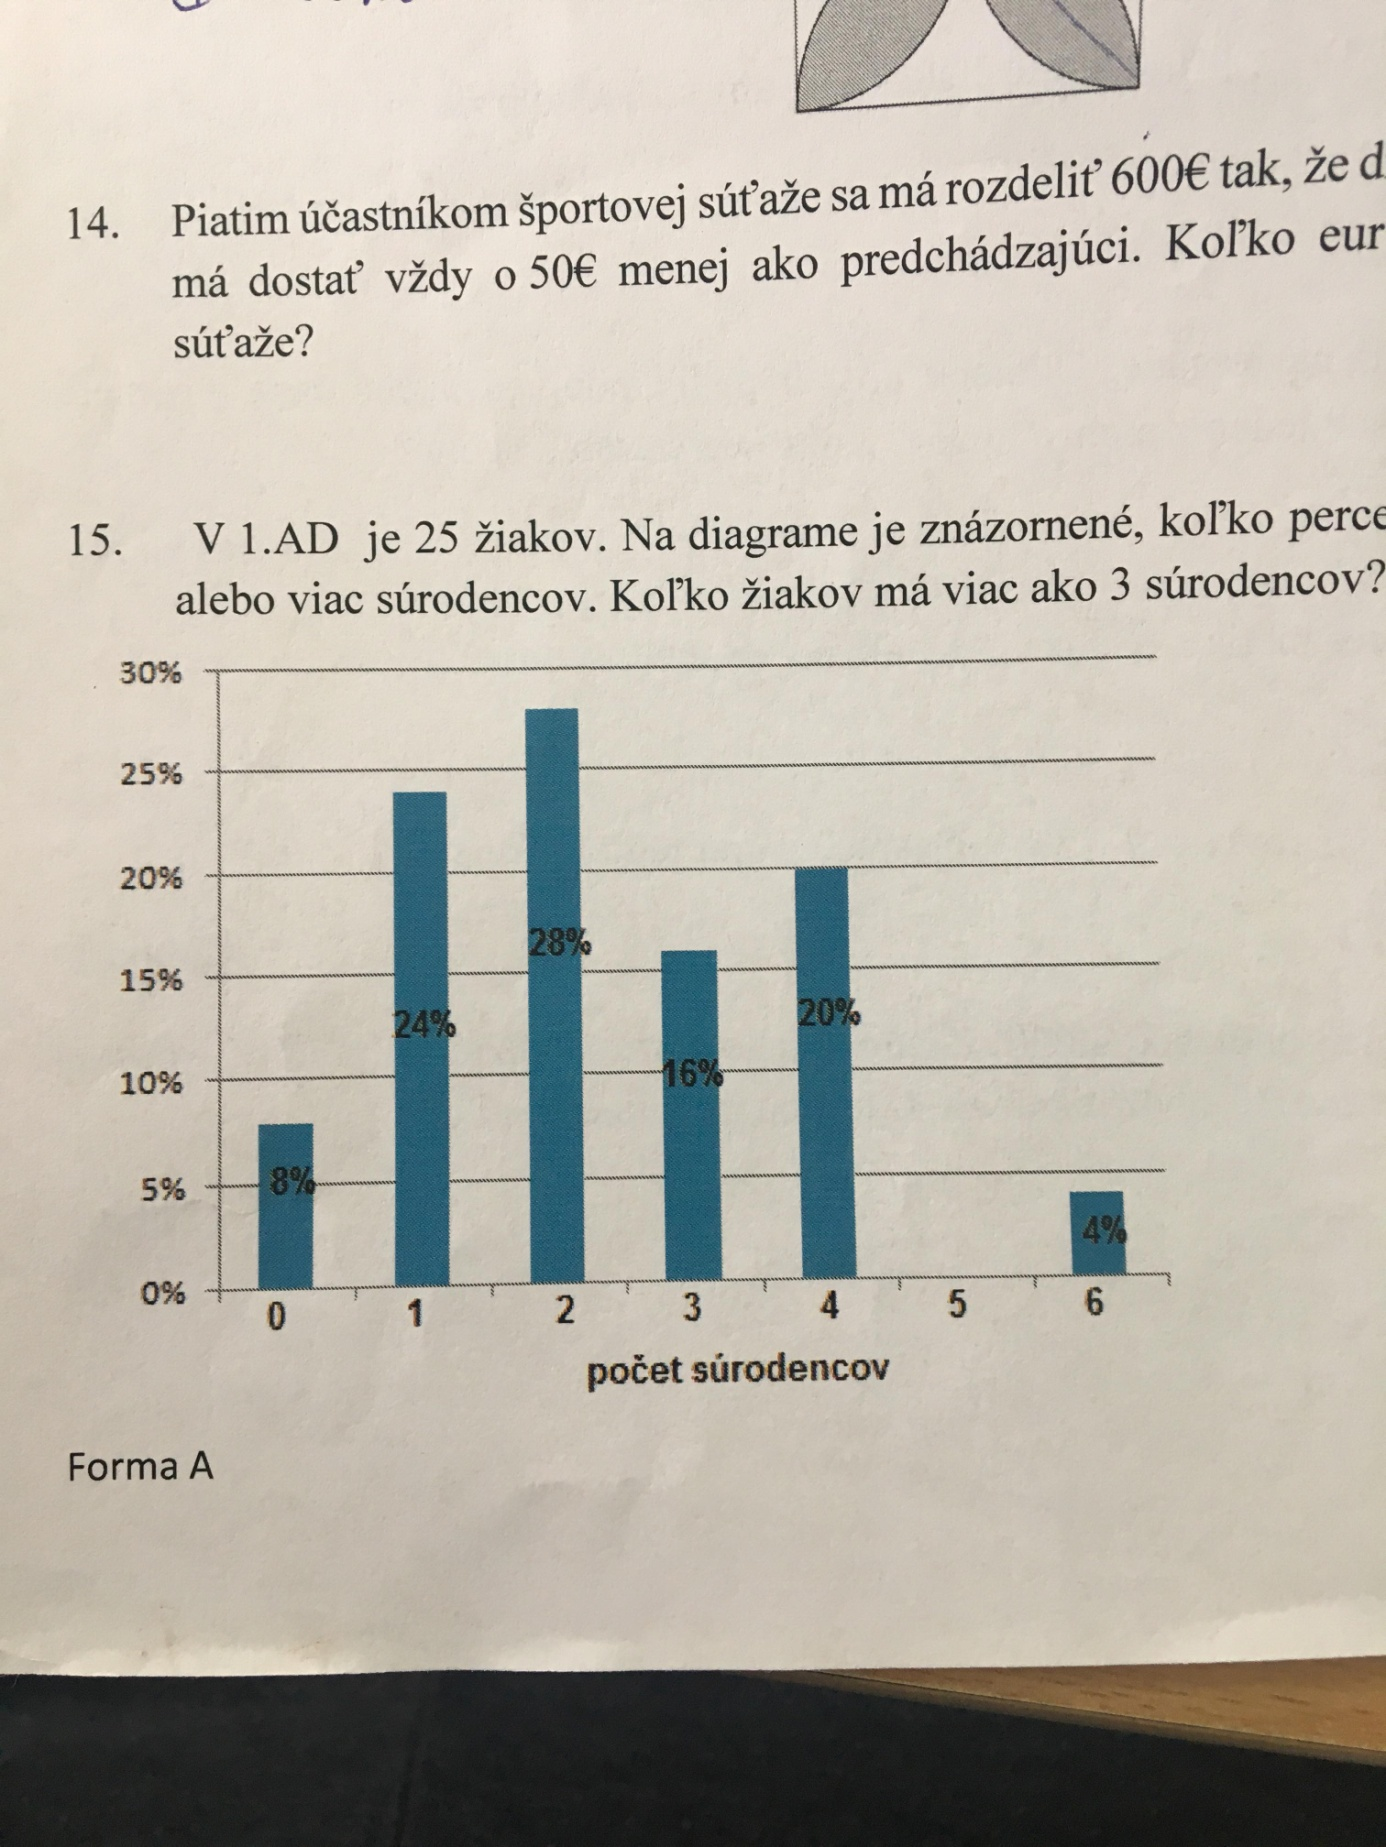 14. Piatim účastníkom športovej súťaže sa má rozdeliť 600€ tak, že
má dostať vždy o 50€ menej ako predchádzajúci. Koľko eur
súťaže?
15. V 1.AD je 25 žiakov. Na diagrame je znázornené, koľko perce
alebo viac súrodencov. Koľko žiakov má viac ako 3 súrodencov?
30%
25%
20%
15%
10%
5%
0%
8%
24%
28%
16%
20%
4%
0 1 2 3 4 5 6
počet súrodencov
Forma A